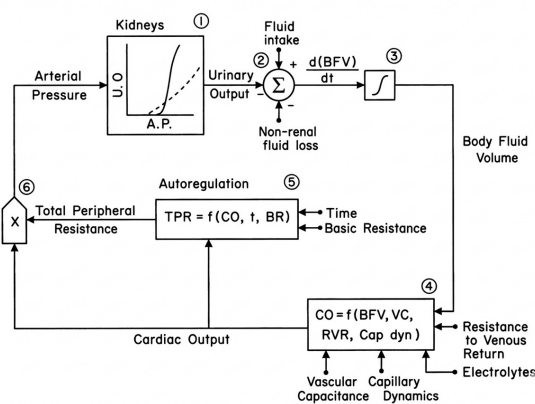 Kidneys
①
U.O
A.P.
Arterial
Pressure
Urinary
Output
Fluid
intake
②
+
−
−
Σ
Non-renal
fluid loss
d(BFV)
dt
③
∫
Body Fluid
Volume
⑥
X
Total Peripheral
Resistance
Autoregulation
⑤
TPR = f(CO, t, BR)
Time
Basic Resistance
④
CO=f(BFV, VC,
RVR, Cap dyn)
Cardiac Output
Resistance
to Venous
Return
Electrolytes
Vascular
Capacitance
Capillary
Dynamics